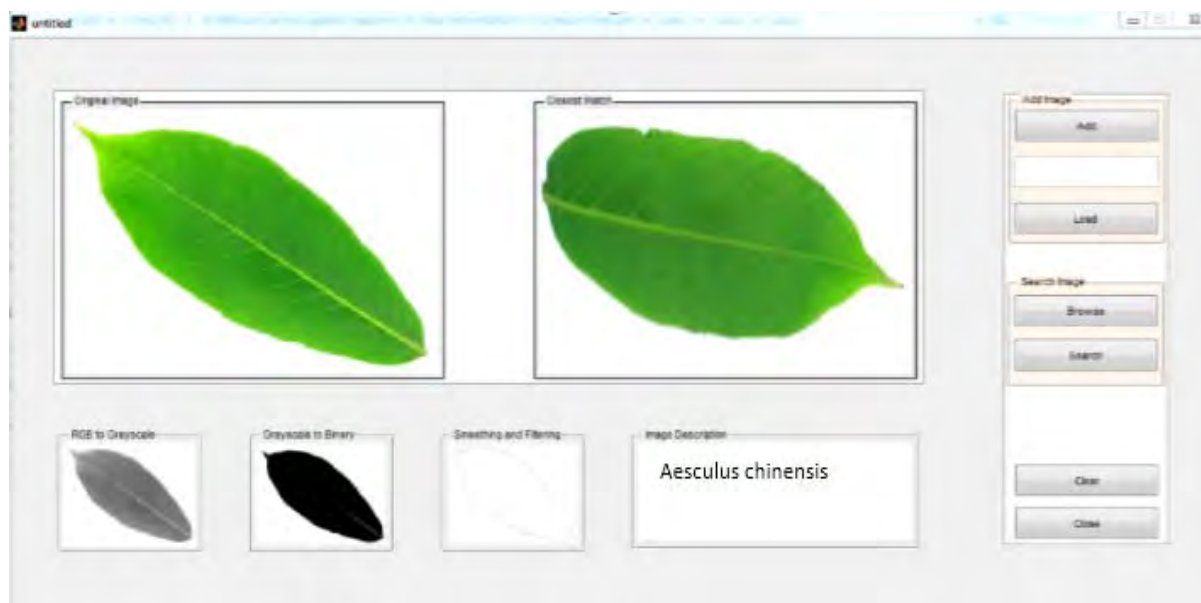 untitled
Original Image
Closest Match
Add Image
Add
Load
Search Image
Browse
Search
RGB to Grayscale
Grayscale to Binary
Smoothing and Filtering
Image Description
Aesculus chinensis
Clear
Close